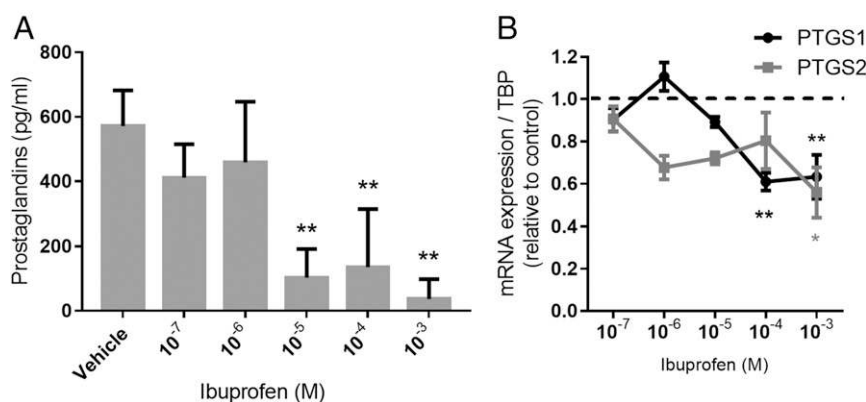 A
Prostaglandins (pg/ml)
800
600
400
200
0
**
**
**
Vehicle
10⁻⁷
10⁻⁶
10⁻⁵
10⁻⁴
10⁻³
Ibuprofen (M)
B
PTGS1
PTGS2
mRNA expression / TBP
(relative to control)
1.2
1.0
0.8
0.6
0.4
0.2
0.0
**
**
*
10⁻⁷
10⁻⁶
10⁻⁵
10⁻⁴
10⁻³
Ibuprofen (M)